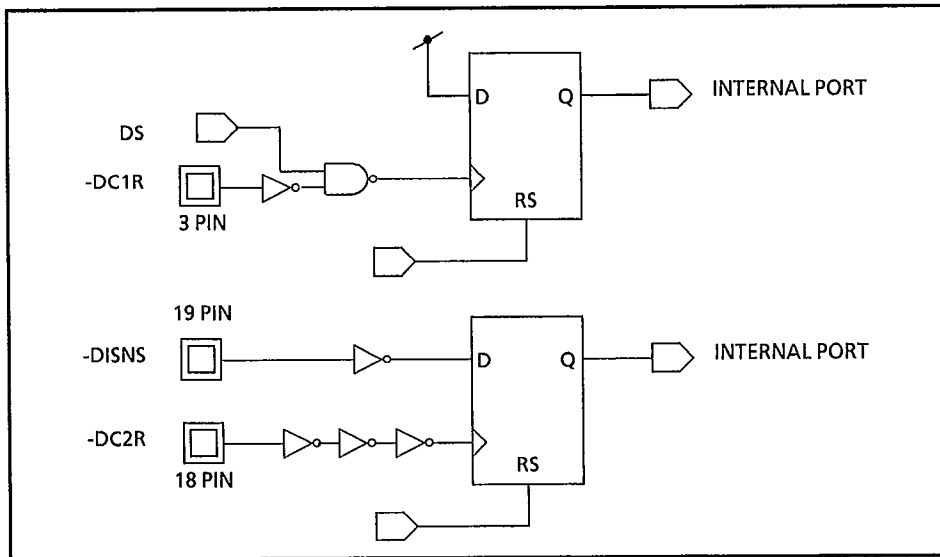 D Q INTERNAL PORT
DS
-DC1R
3 PIN
RS
19 PIN
-DISNS
D Q INTERNAL PORT
-DC2R
18 PIN
RS